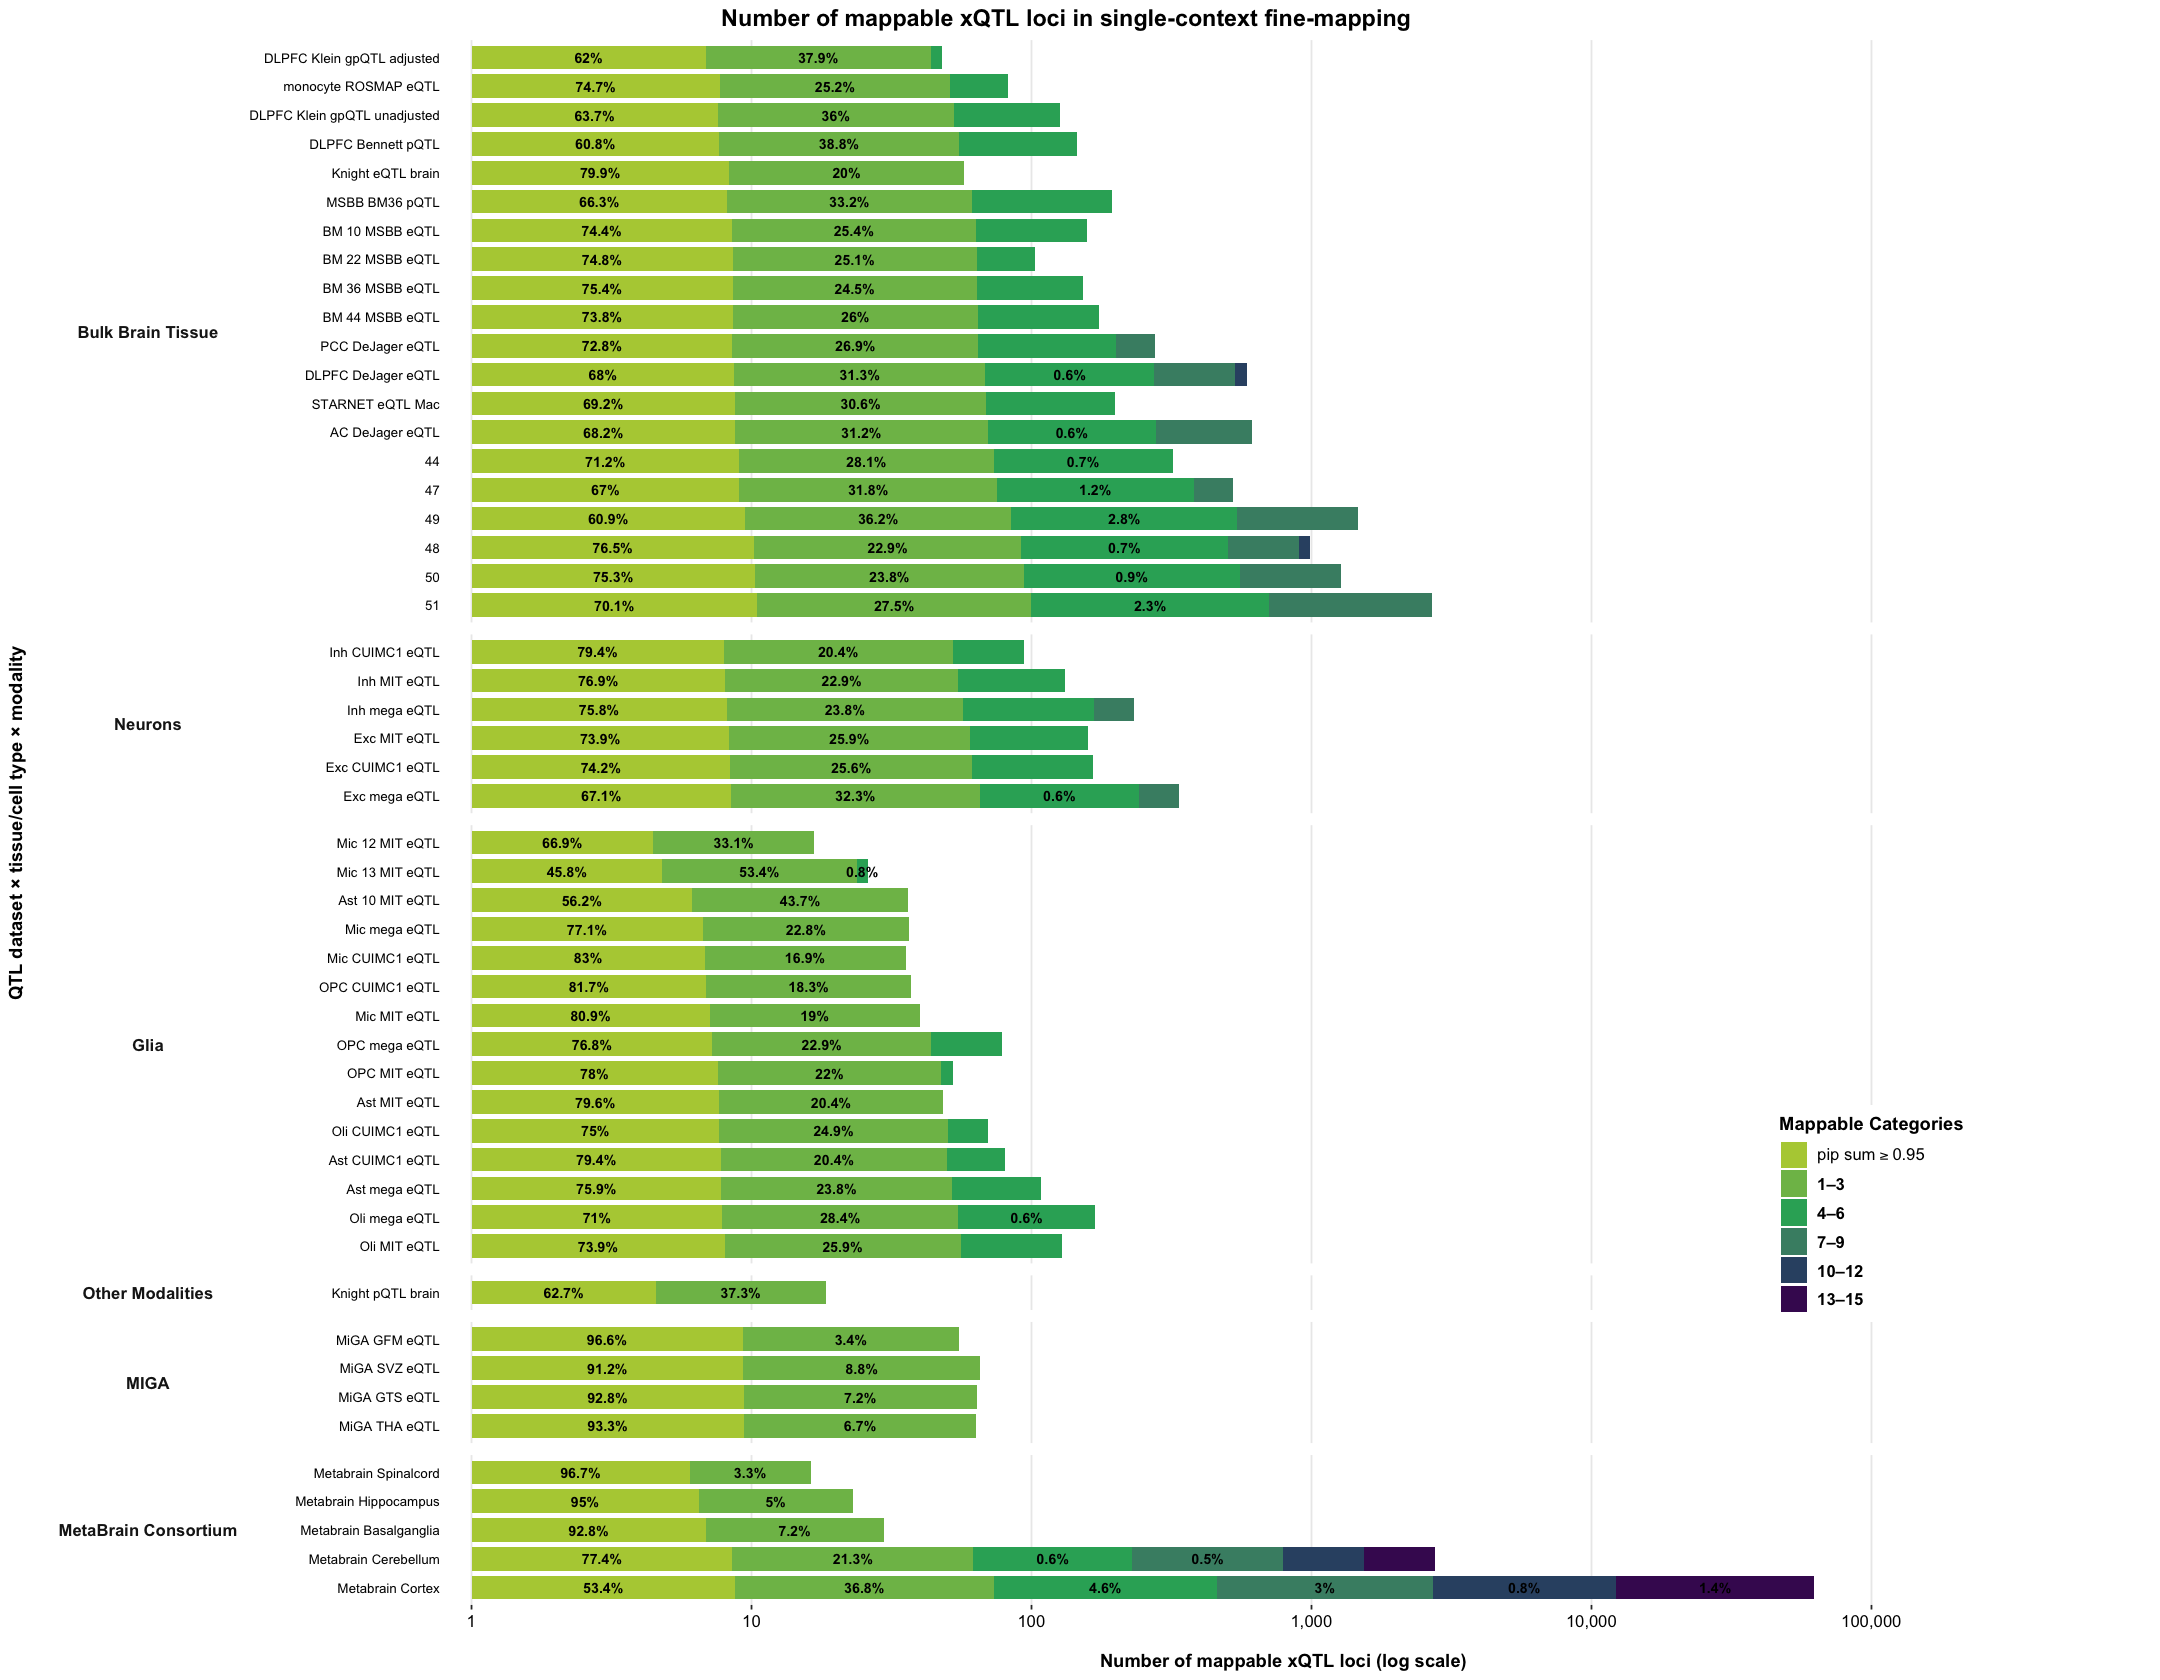 Number of mappable xQTL loci in single-context fine-mapping
QTL dataset × tissue/cell type × modality
Bulk Brain Tissue
DLPFC Klein gpQTL adjusted 62% 37.9%
monocyte ROSMAP eQTL 74.7% 25.2%
DLPFC Klein gpQTL unadjusted 63.7% 36%
DLPFC Bennett pQTL 60.8% 38.8%
Knight eQTL brain 79.9% 20%
MSBB BM36 pQTL 66.3% 33.2%
BM 10 MSBB eQTL 74.4% 25.4%
BM 22 MSBB eQTL 74.8% 25.1%
BM 36 MSBB eQTL 75.4% 24.5%
BM 44 MSBB eQTL 73.8% 26%
PCC DeJager eQTL 72.8% 26.9%
DLPFC DeJager eQTL 68% 31.3% 0.6%
STARNET eQTL Mac 69.2% 30.6%
AC DeJager eQTL 68.2% 31.2% 0.6%
44 71.2% 28.1% 0.7%
47 67% 31.8% 1.2%
49 60.9% 36.2% 2.8%
48 76.5% 22.9% 0.7%
50 75.3% 23.8% 0.9%
51 70.1% 27.5% 2.3%
Neurons
Inh CUIMC1 eQTL 79.4% 20.4%
Inh MIT eQTL 76.9% 22.9%
Inh mega eQTL 75.8% 23.8%
Exc MIT eQTL 73.9% 25.9%
Exc CUIMC1 eQTL 74.2% 25.6%
Exc mega eQTL 67.1% 32.3% 0.6%
Glia
Mic 12 MIT eQTL 66.9% 33.1%
Mic 13 MIT eQTL 45.8% 53.4% 0.8%
Ast 10 MIT eQTL 56.2% 43.7%
Mic mega eQTL 77.1% 22.8%
Mic CUIMC1 eQTL 83% 16.9%
OPC CUIMC1 eQTL 81.7% 18.3%
Mic MIT eQTL 80.9% 19%
OPC mega eQTL 76.8% 22.9%
OPC MIT eQTL 78% 22%
Ast MIT eQTL 79.6% 20.4%
Oli CUIMC1 eQTL 75% 24.9%
Ast CUIMC1 eQTL 79.4% 20.4%
Ast mega eQTL 75.9% 23.8%
Oli mega eQTL 71% 28.4% 0.6%
Oli MIT eQTL 73.9% 25.9%
Other Modalities
Knight pQTL brain 62.7% 37.3%
MIGA
MiGA GFM eQTL 96.6% 3.4%
MiGA SVZ eQTL 91.2% 8.8%
MiGA GTS eQTL 92.8% 7.2%
MiGA THA eQTL 93.3% 6.7%
MetaBrain Consortium
Metabrain Spinalcord 96.7% 3.3%
Metabrain Hippocampus 95% 5%
Metabrain Basalganglia 92.8% 7.2%
Metabrain Cerebellum 77.4% 21.3% 0.6% 0.5%
Metabrain Cortex 53.4% 36.8% 4.6% 3% 0.8% 1.4%
1 10 100 1,000 10,000 100,000
Number of mappable xQTL loci (log scale)
Mappable Categories
pip sum ≥ 0.95
1–3
4–6
7–9
10–12
13–15